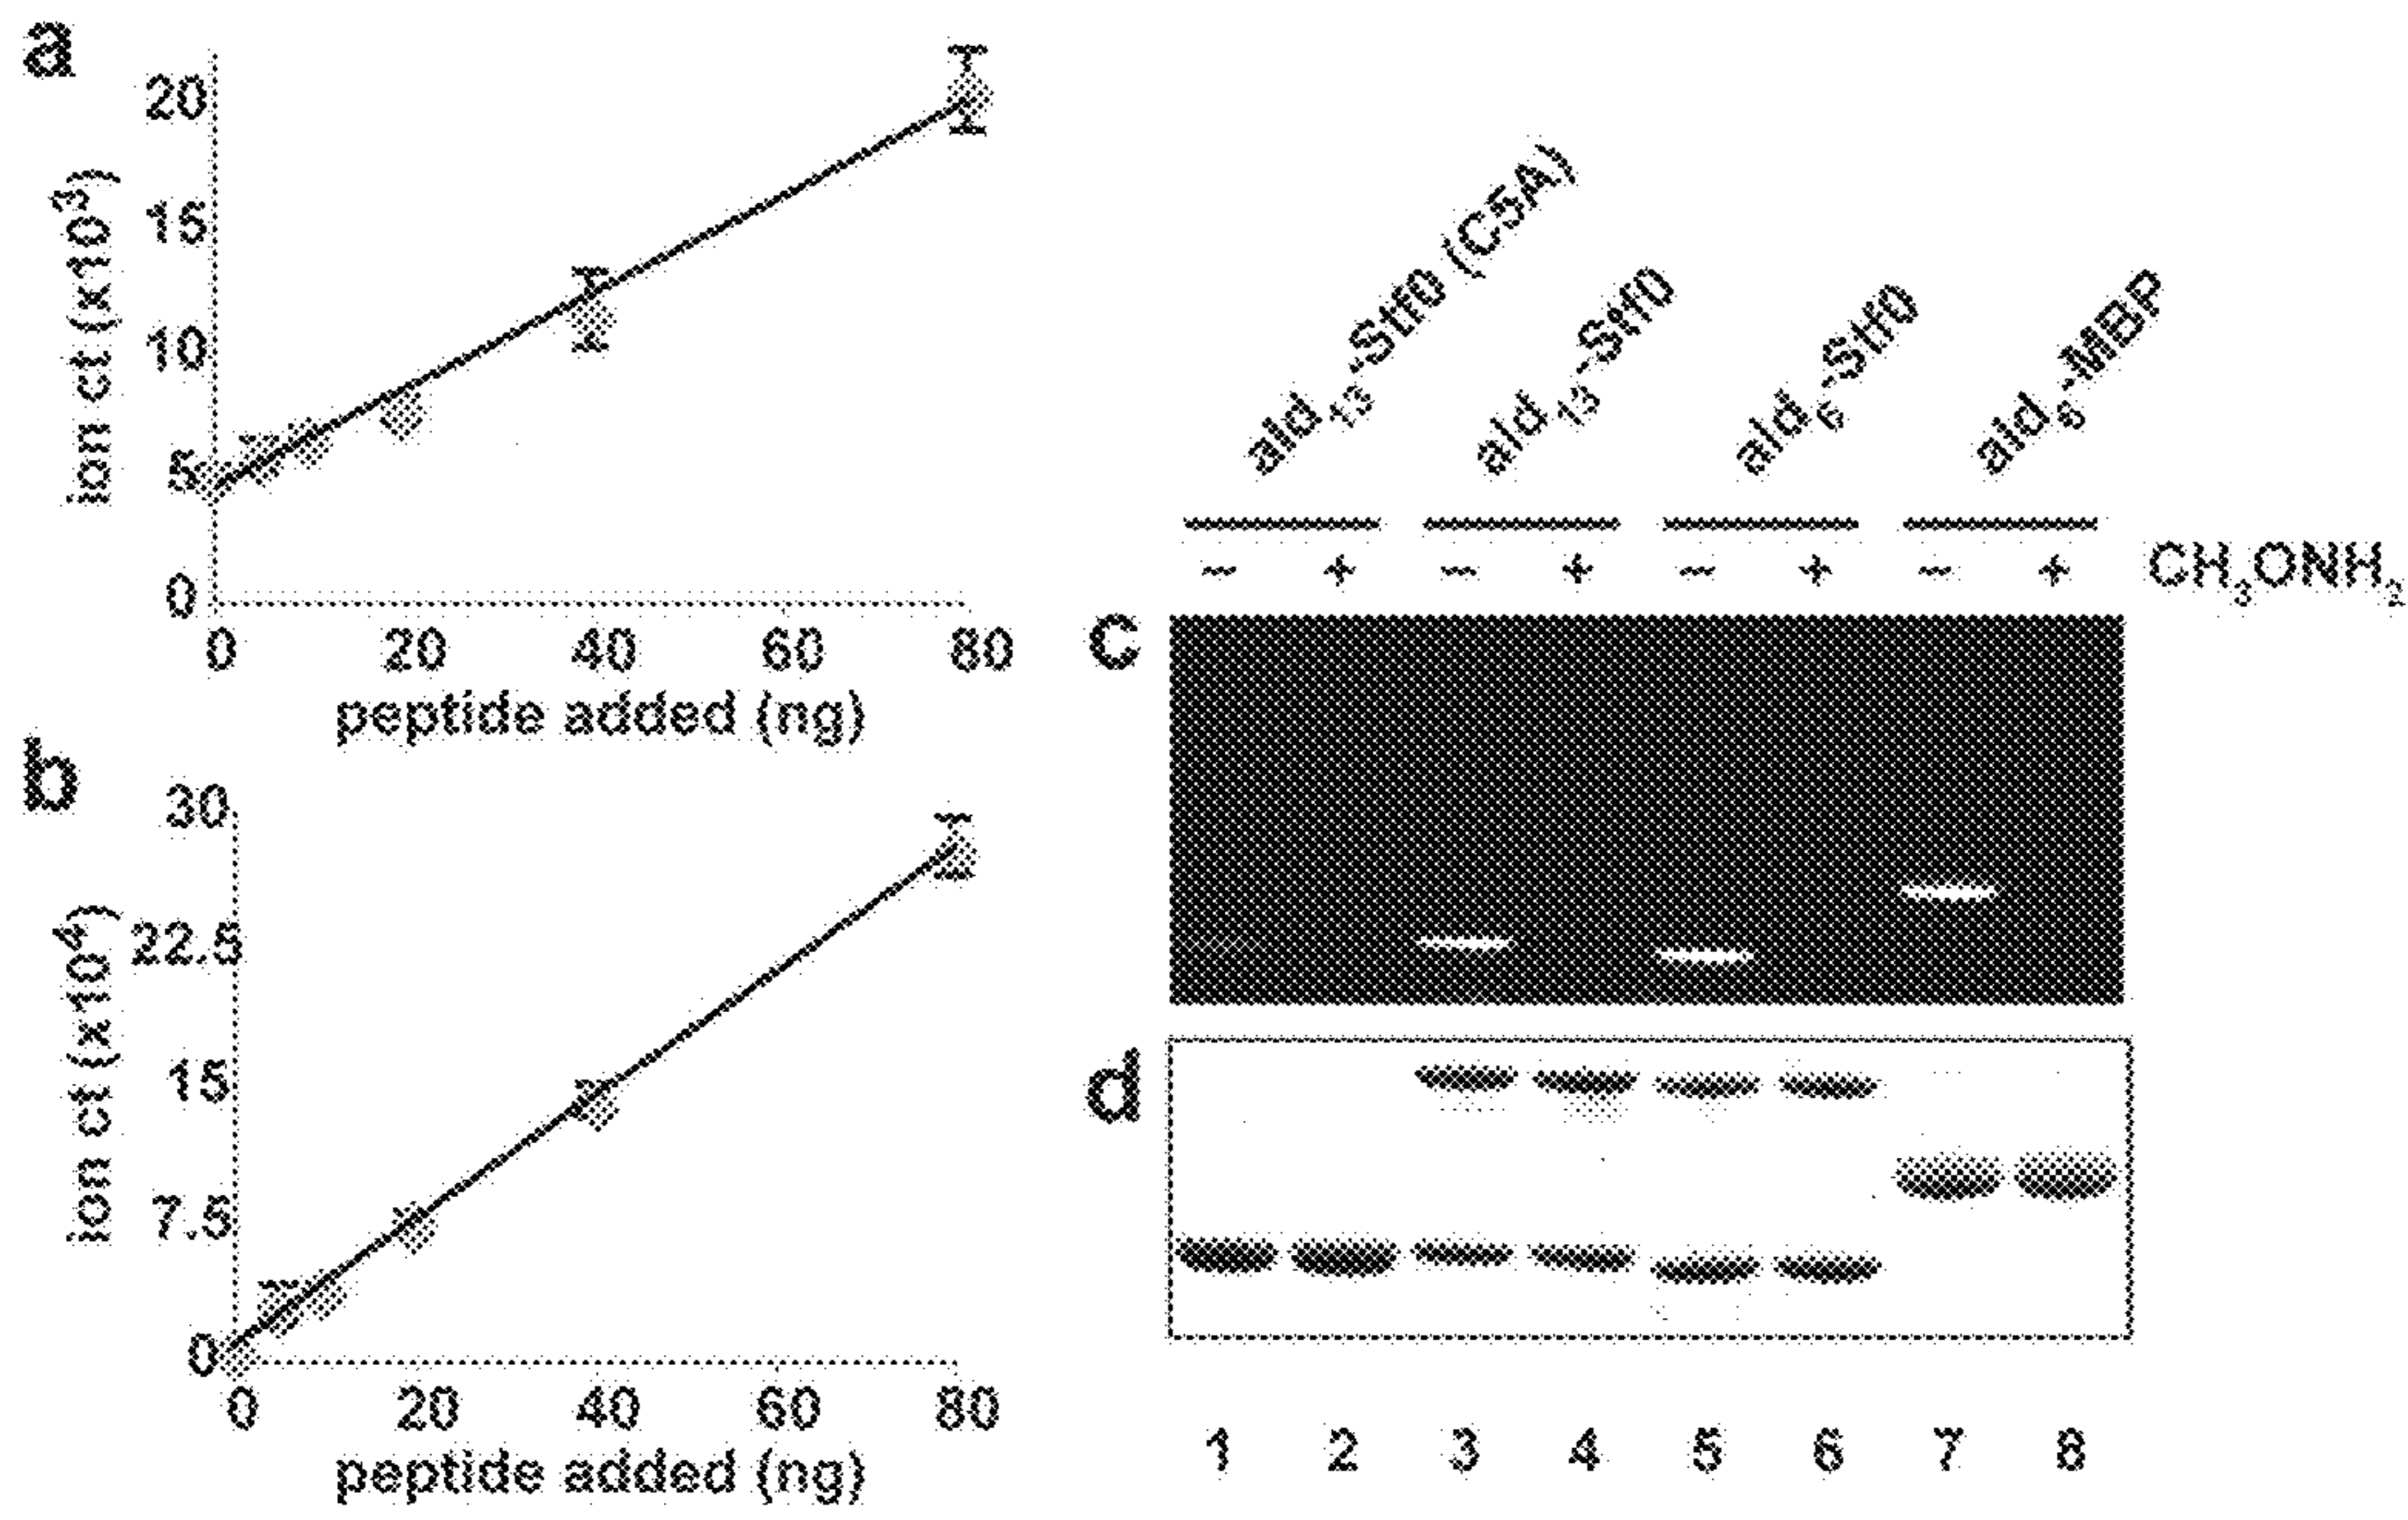 a
20
15
10
5
0
ion ct (x10³)
0 20 40 60 80
peptide added (ng)
b
30
22.5
15
7.5
0
ion ct (x10⁴)
0 20 40 60 80
peptide added (ng)
ald₁₃-Stf0 (C5A)
ald₁₃-Stf0
ald₆-Stf0
ald₆-MBP
− + − + − + − + CH₃ONH₂
c
d
1 2 3 4 5 6 7 8